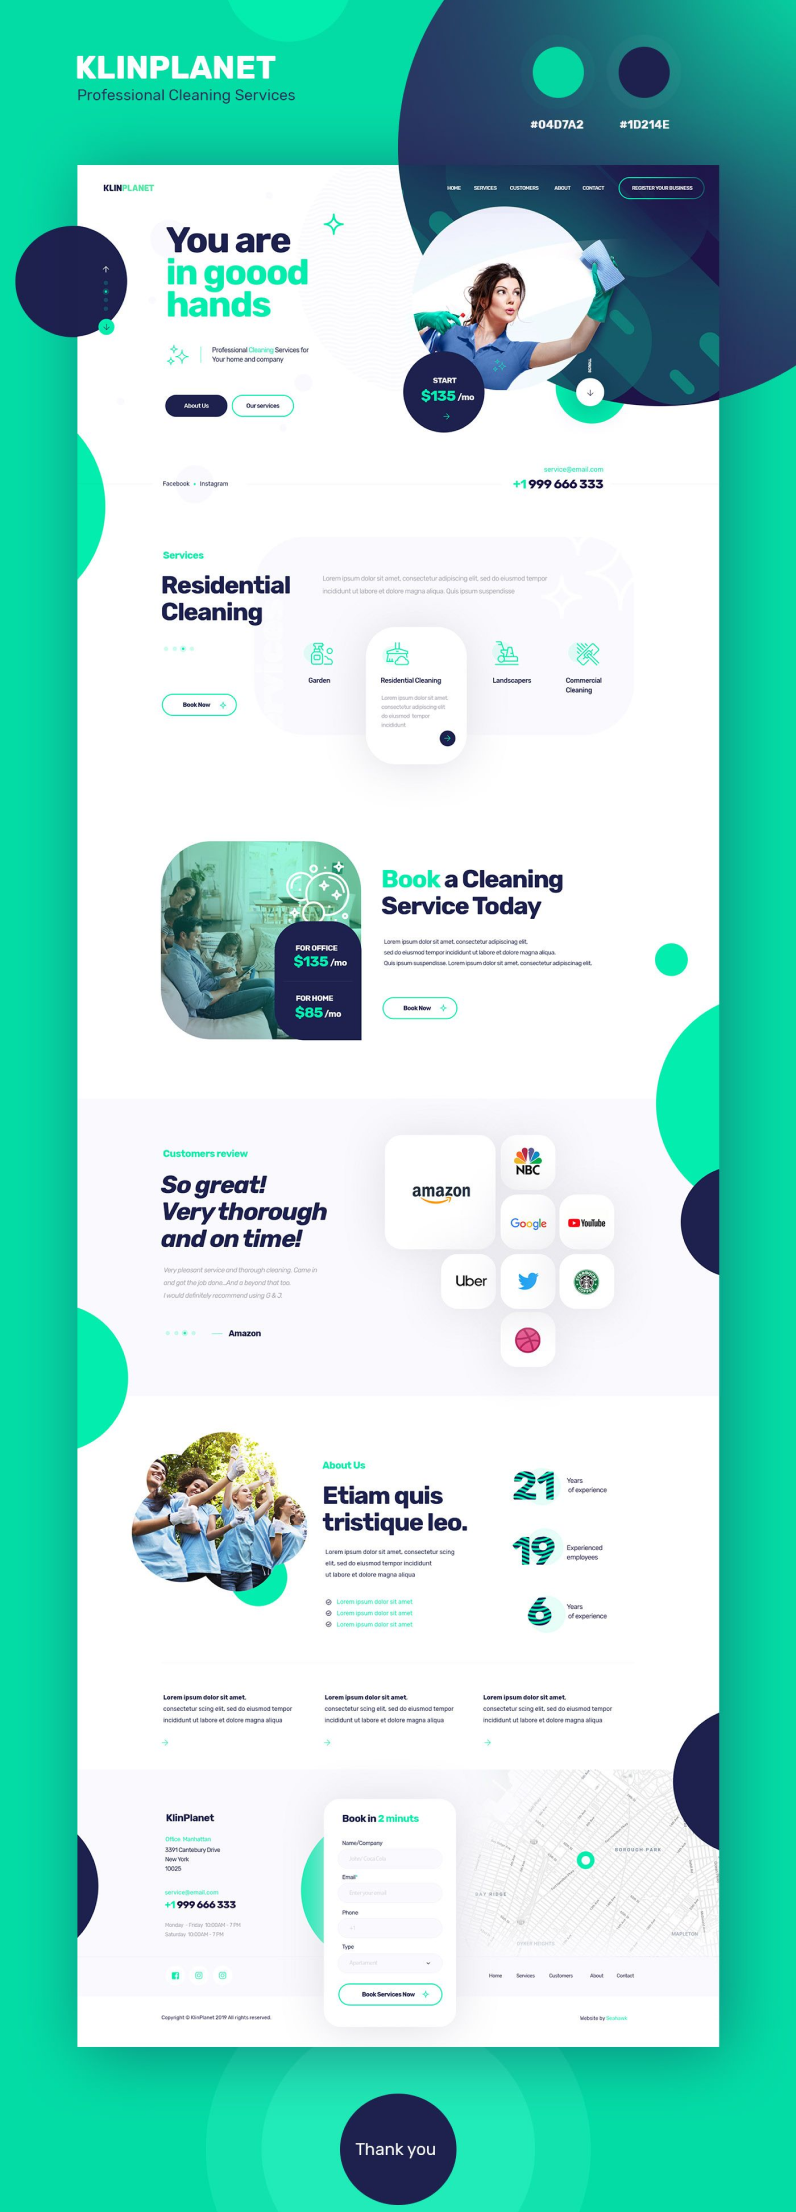 KLINPLANET
Professional Cleaning Services
#04D7A2
#1D214E
KLINPLANET
HOME
SERVICES
CUSTOMERS
ABOUT
CONTACT
REGISTER YOUR BUSINESS
You are
in goood
hands
Professional Cleaning Services for
Your home and company
About Us
Our services
START
$135 /mo
SCROLL
Facebook
Instagram
service@email.com
+1 999 666 333
Services
Residential
Cleaning
Lorem ipsum dolor sit amet, consectetur adipiscing elit, sed do eiusmod tempor
incididunt ut labore et dolore magna aliqua. Quis ipsum suspendisse
Book Now
Garden
Residential Cleaning
Lorem ipsum dolor sit amet,
consectetur adipiscing elit
do eiusmod tempor
incididunt
Landscapers
Commercial
Cleaning
FOR OFFICE
$135 /mo
FOR HOME
$85 /mo
Book a Cleaning
Service Today
Lorem ipsum dolor sit amet, consectetur adipiscing elit,
sed do eiusmod tempor incididunt ut labore et dolore magna aliqua.
Quis ipsum suspendisse. Lorem ipsum dolor sit amet, consectetur adipiscinag elit.
Book Now
Customers review
So great!
Very thorough
and on time!
Very pleasent service and thorough cleaning. Came in
and got the job done...And a beyond that too.
I would definitely recommend using G & J.
Amazon
amazon
NBC
Google
YouTube
Uber
About Us
Etiam quis
tristique leo.
Lorem ipsum dolor sit amet, consectetur scing
elit, sed do eiusmod tempor incididunt
ut labore et dolore magna aliqua
Lorem ipsum dolor sit amet
Lorem ipsum dolor sit amet
Lorem ipsum dolor sit amet
21
Years
of experience
19
Experienced
employees
6
Years
of experience
Lorem ipsum dolor sit amet,
consectetur scing elit, sed do eiusmod tempor
incididunt ut labore et dolore magna aliqua
Lorem ipsum dolor sit amet,
consectetur scing elit, sed do eiusmod tempor
incididunt ut labore et dolore magna aliqua
Lorem ipsum dolor sit amet,
consectetur scing elit, sed do eiusmod tempor
incididunt ut labore et dolore magna aliqua
KlinPlanet
Office Manhattan
3391 Cantebury Drive
New York
10025
service@email.com
+1 999 666 333
Monday - Friday 10:00AM - 7 PM
Saturday 10:00AM - 7 PM
Book in 2 minuts
Name/Company
Email*
Enter your email
Phone
+1
Type
Apartament
Book Services Now
BOROUGH PARK
BAY RIDGE
DYKER HEIGHTS
MAPLETON
Home
Services
Customers
About
Contact
Copyright © KlinPlanet 2019 All rights reserved.
Website by
Thank you